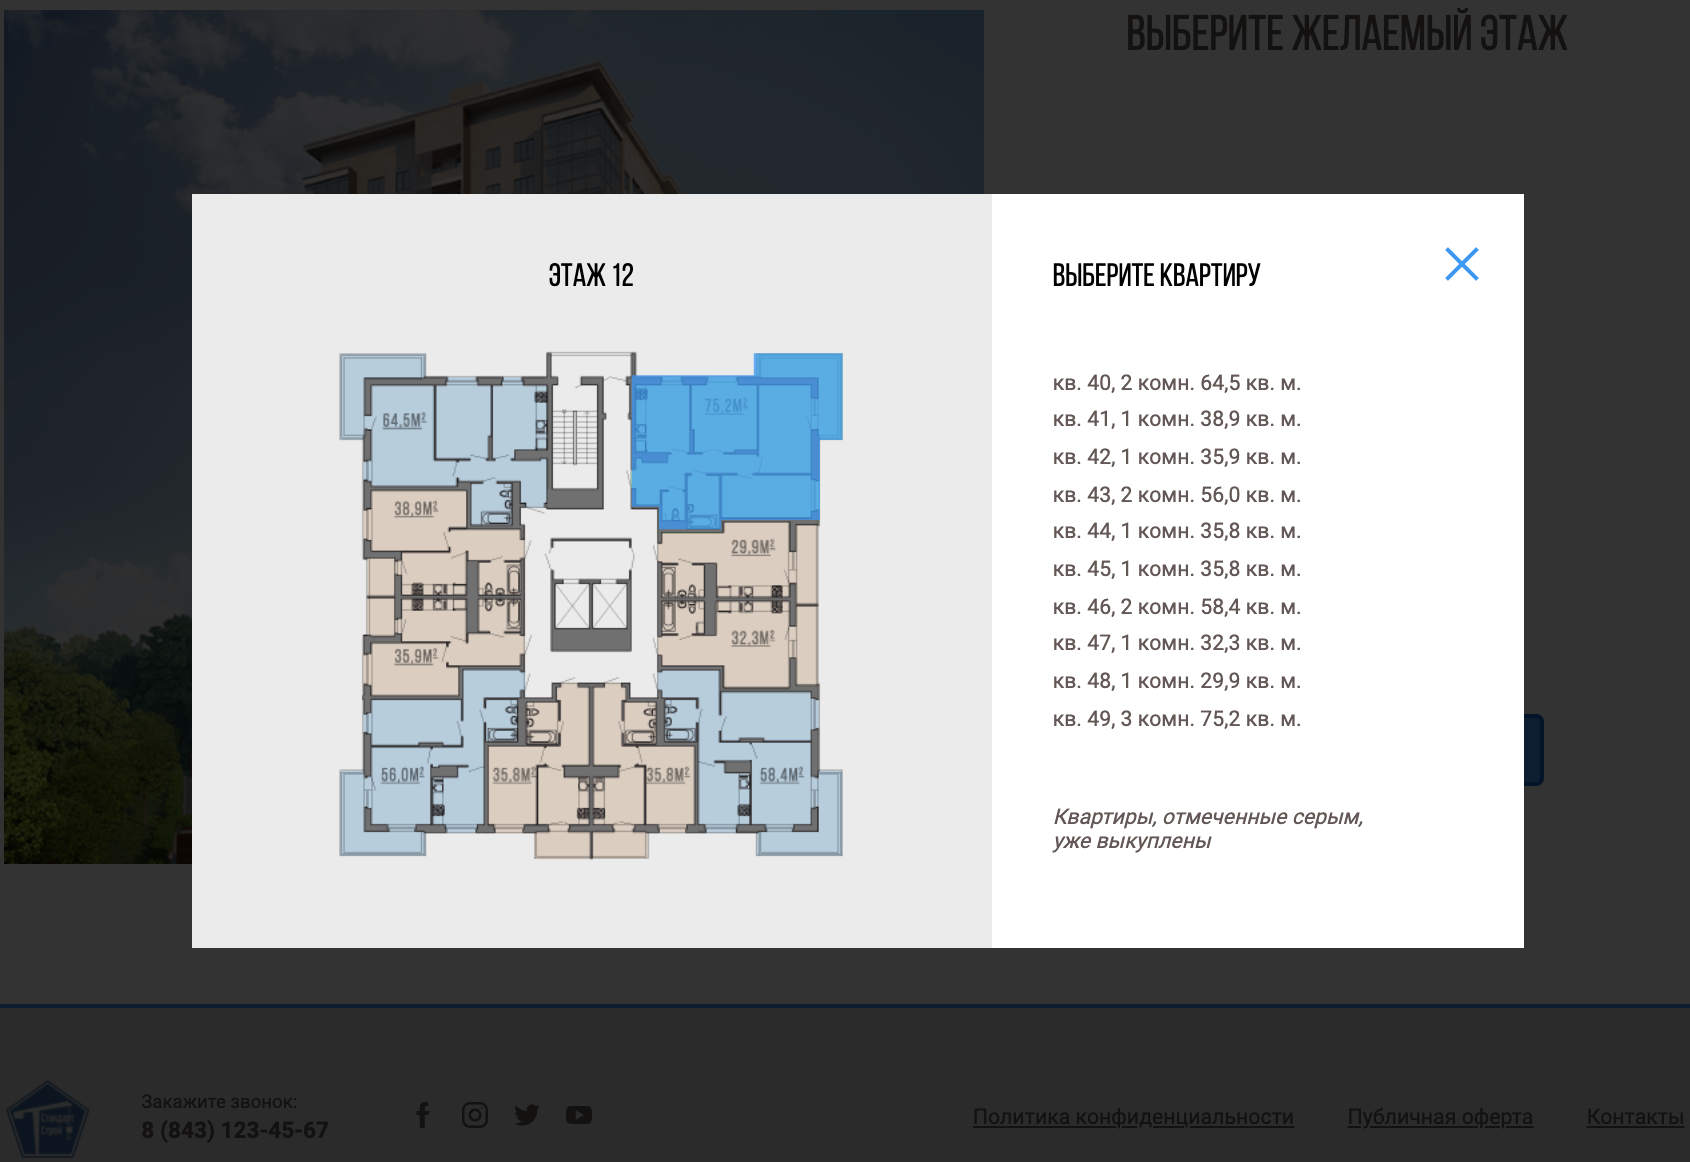 ВЫБЕРИТЕ ЖЕЛАЕМЫЙ ЭТАЖ
ЭТАЖ 12
64,5М²
75,2М²
38,9М²
29,9М²
32,3М²
35,9М²
56,0М²
35,8М²
35,8М²
58,4М²
ВЫБЕРИТЕ КВАРТИРУ
кв. 40, 2 комн. 64,5 кв. м.
кв. 41, 1 комн. 38,9 кв. м.
кв. 42, 1 комн. 35,9 кв. м.
кв. 43, 2 комн. 56,0 кв. м.
кв. 44, 1 комн. 35,8 кв. м.
кв. 45, 1 комн. 35,8 кв. м.
кв. 46, 2 комн. 58,4 кв. м.
кв. 47, 1 комн. 32,3 кв. м.
кв. 48, 1 комн. 29,9 кв. м.
кв. 49, 3 комн. 75,2 кв. м.
Квартиры, отмеченные серым,
уже выкуплены
Стандарт
Строй
Закажите звонок:
8 (843) 123-45-67
Политика конфиденциальности
Публичная оферта
Контакты